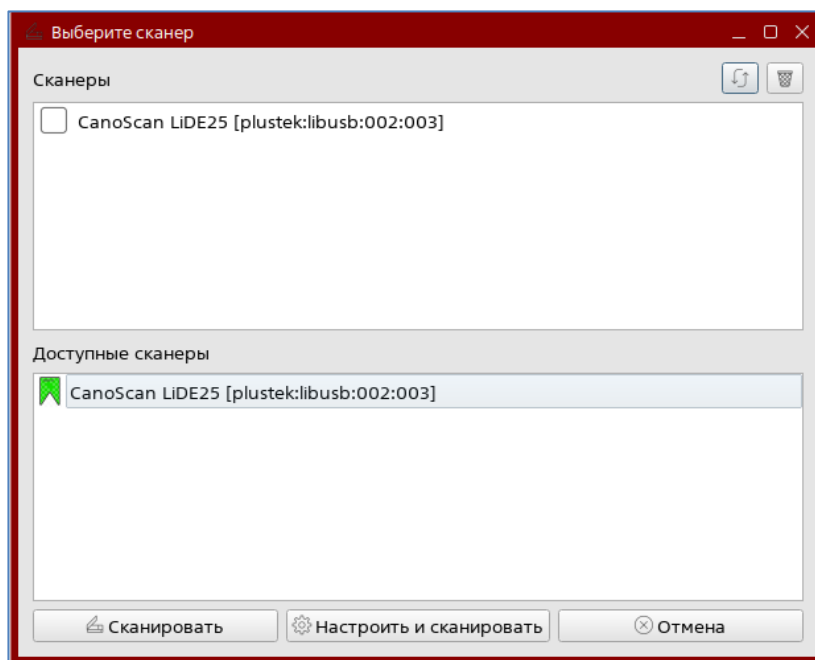 Выберите сканер
Сканеры
CanoScan LiDE25 [plustek:libusb:002:003]
Доступные сканеры
CanoScan LiDE25 [plustek:libusb:002:003]
Сканировать
Настроить и сканировать
Отмена